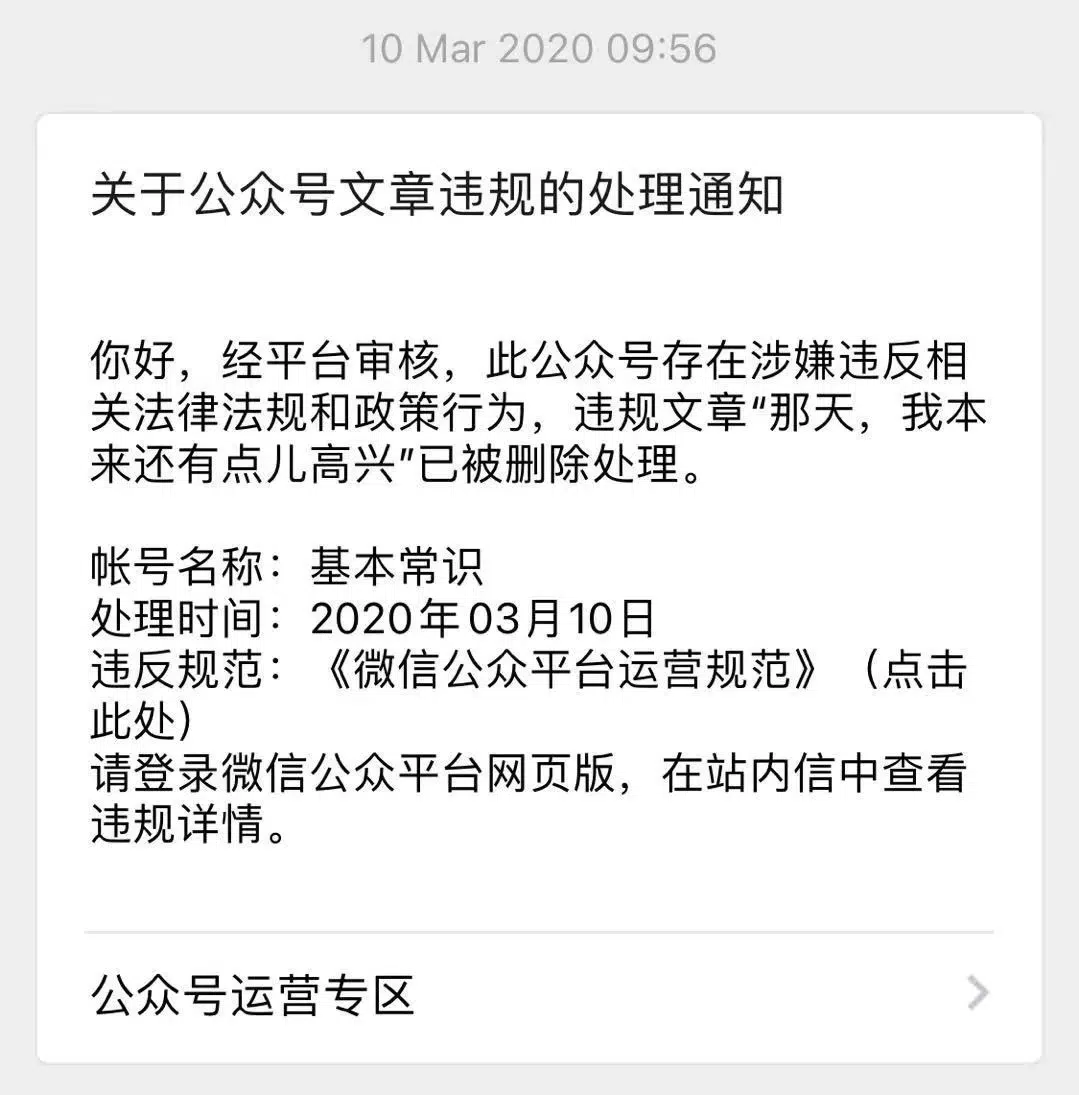 10 Mar 2020 09:56
关于公众号文章违规的处理通知
你好，经平台审核，此公众号存在涉嫌违反相
关法律法规和政策行为，违规文章“那天，我本
来还有点儿高兴”已被删除处理。
帐号名称：基本常识
处理时间：2020年03月10日
违反规范：《微信公众平台运营规范》（点击
此处）
请登录微信公众平台网页版，在站内信中查看
违规详情。
公众号运营专区